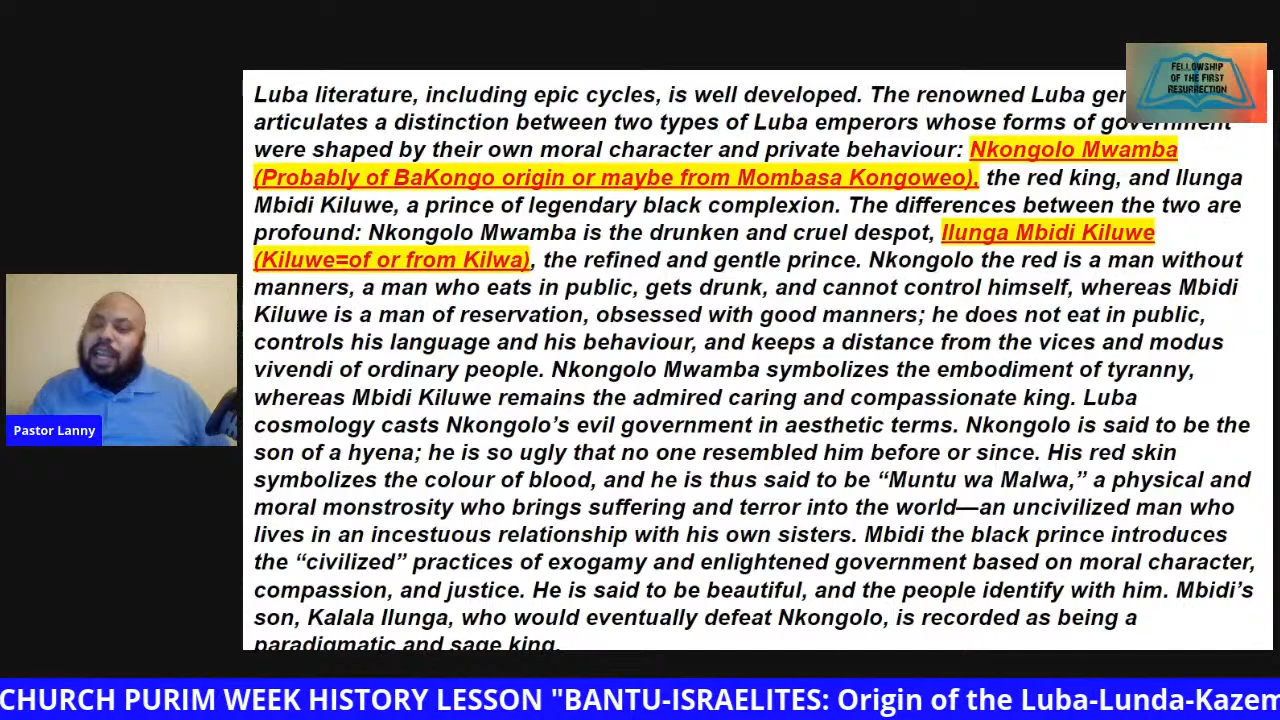 Luba literature, including epic cycles, is well developed. The renowned Luba
articulates a distinction between two types of Luba emperors whose forms of government
were shaped by their own moral character and private behaviour: Nkongolo Mwamba
(Probably of BaKongo origin or maybe from Mombasa Kongoweo), the red king, and Ilunga
Mbidi Kiluwe, a prince of legendary black complexion. The differences between the two are
profound: Nkongolo Mwamba is the drunken and cruel despot, Ilunga Mbidi Kiluwe
(Kiluwe=of or from Kilwa), the refined and gentle prince. Nkongolo the red is a man without
manners, a man who eats in public, gets drunk, and cannot control himself, whereas Mbidi
Kiluwe is a man of reservation, obsessed with good manners; he does not eat in public,
controls his language and his behaviour, and keeps a distance from the vices and modus
vivendi of ordinary people. Nkongolo Mwamba symbolizes the embodiment of tyranny,
whereas Mbidi Kiluwe remains the admired caring and compassionate king. Luba
cosmology casts Nkongolo's evil government in aesthetic terms. Nkongolo is said to be the
son of a hyena; he is so ugly that no one resembled him before or since. His red skin
symbolizes the colour of blood, and he is thus said to be “Muntu wa Malwa,” a physical and
moral monstrosity who brings suffering and terror into the world—an uncivilized man who
lives in an incestuous relationship with his own sisters. Mbidi the black prince introduces
the “civilized” practices of exogamy and enlightened government based on moral character,
compassion, and justice. He is said to be beautiful, and the people identify with him. Mbidi's
son, Kalala Ilunga, who would eventually defeat Nkongolo, is recorded as being a
paradigmatic and sage king.
FELLOWSHIP
OF THE FIRST
RESURRECTION
Pastor Lanny
CHURCH PURIM WEEK HISTORY LESSON "BANTU-ISRAELITES: Origin of the Luba-Lunda-Kazem